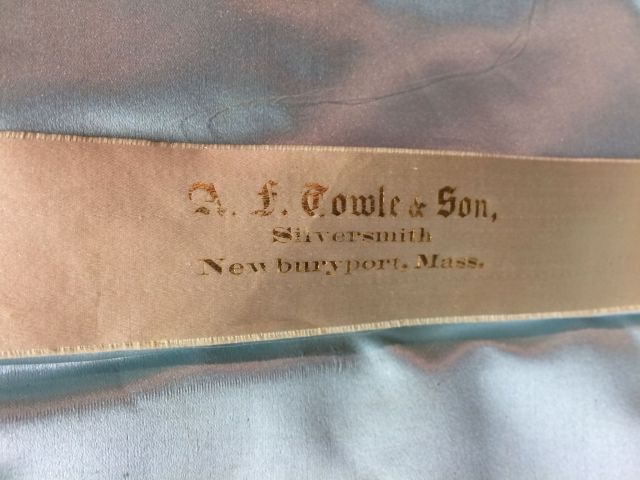 A. F. Towle & Son,
Silversmith
Newburyport, Mass.